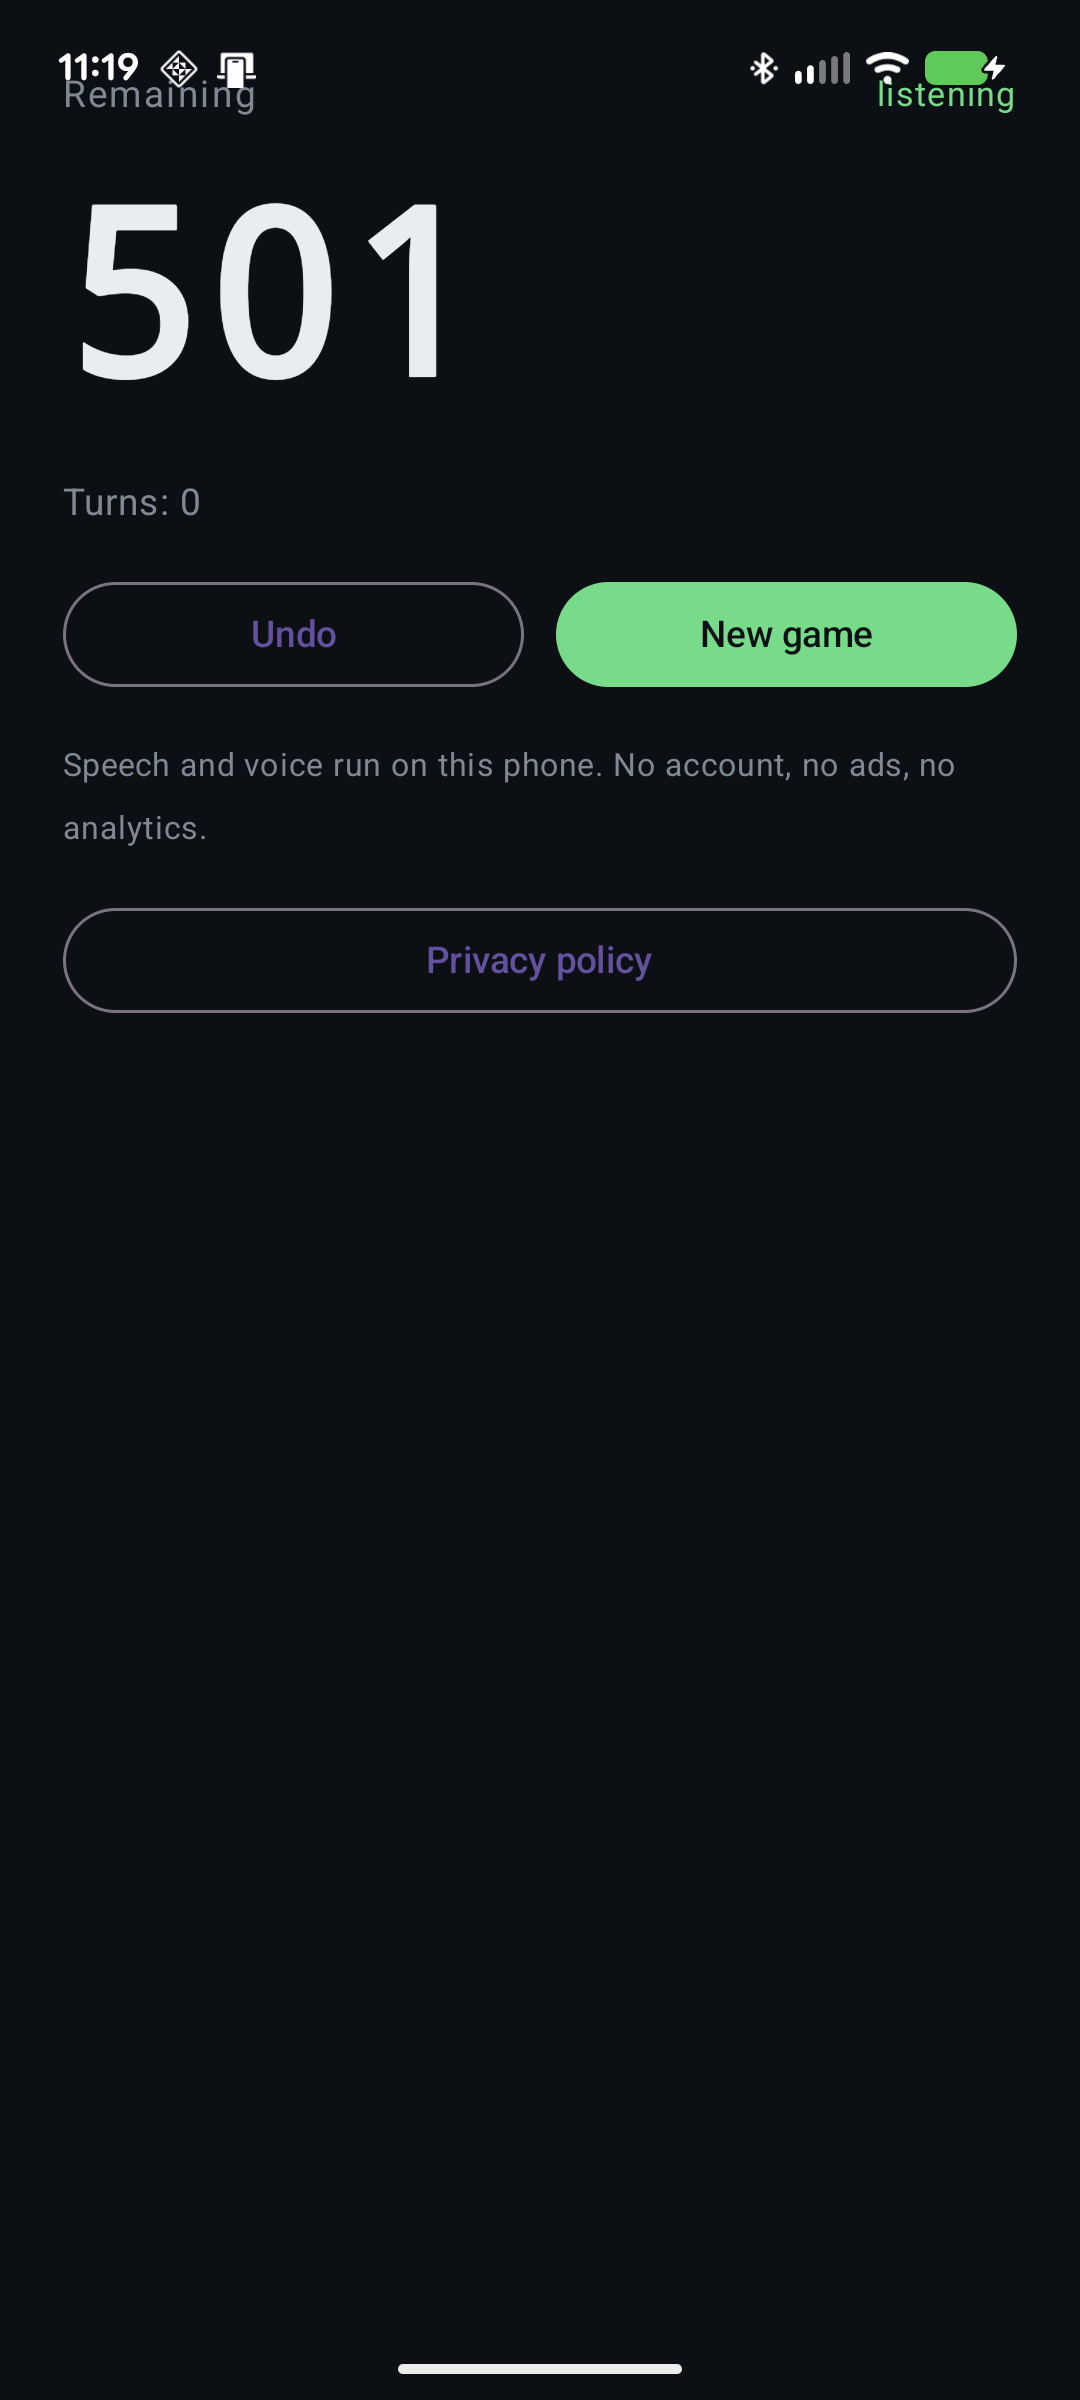 11:19
Remaining
listening
501
Turns: 0
Undo
New game
Speech and voice run on this phone. No account, no ads, no
analytics.
Privacy policy